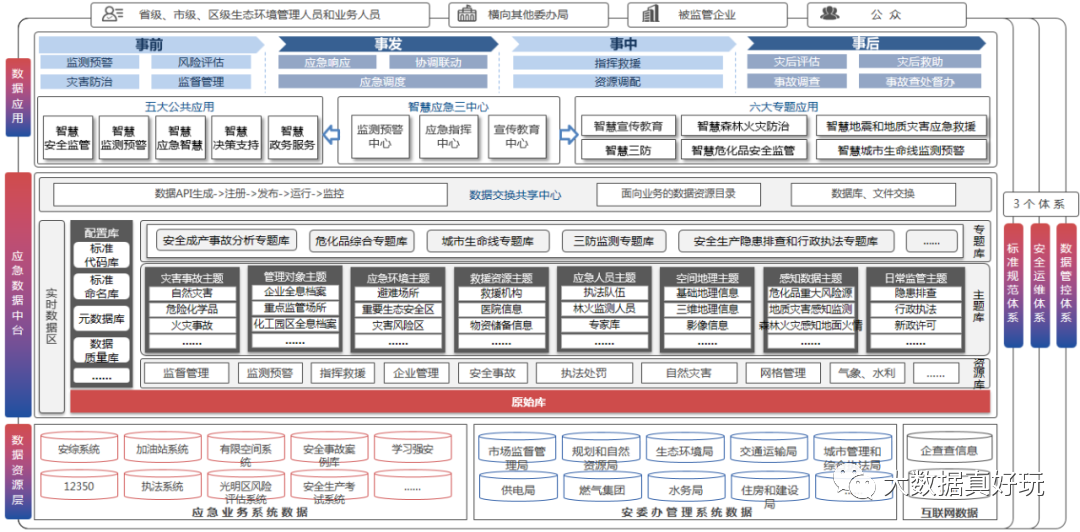 省级、市级、区级生态环境管理人员和业务人员
横向其他委办局
被监管企业
公 众
数据应用
事前
事发
事中
事后
监测预警
风险评估
灾害防治
监督管理
应急响应
协调联动
应急调度
指挥救援
资源调配
灾后评估
灾后救助
事故调查
事故查处督办
五大公共应用
智慧
安全监管
智慧
监测预警
智慧
应急智慧
智慧
决策支持
智慧
政务服务
智慧应急三中心
监测预警
中心
应急指挥
中心
宣传教育
中心
六大专题应用
智慧宣传教育
智慧森林火灾防治
智慧地震和地质灾害应急救援
智慧三防
智慧危化品安全监管
智慧城市生命线监测预警
应急数据中台
数据API生成->注册->发布->运行->监控
数据交换共享中心
面向业务的数据资源目录
数据库、文件交换
实时数据区
配置库
标准
代码库
标准
命名库
元数据库
数据
质量库
......
安全成产事故分析专题库
危化品综合专题库
城市生命线专题库
三防监测专题库
安全生产隐患排查和行政执法专题库
......
专题库
灾害事故主题
自然灾害
危险化学品
火灾事故
......
管理对象主题
企业全息档案
重点监管场所
化工园区全息档案
......
应急环境主题
避难场所
重要生态安全区
灾害风险区
......
救援资源主题
救援机构
医院信息
物资储备信息
......
应急人员主题
执法队伍
林火监测人员
专家库
......
空间地理主题
基础地理信息
三维地理信息
影像信息
......
感知数据主题
危化品重大风险源
地质灾害感知监测
森林火灾感知地面火情
......
日常监管主题
隐患排查
行政执法
新政许可
......
主题库
监督管理
监测预警
指挥救援
企业管理
安全事故
执法处罚
自然灾害
网格管理
气象、水利
......
资源库
原始库
3个体系
标准规范体系
安全运维体系
数据管控体系
数据资源层
安综系统
加油站系统
有限空间系
统
安全事故案
例库
学习强安
12350
执法系统
光明区风险
评估系统
安全生产考
试系统
......
应急业务系统数据
市场监督管
理局
规划和自然
资源局
生态环境局
交通运输局
城市管理和
供电局
燃气集团
水务局
住房和建设
局
安委办管理系统数据
企查查信息
互联网数据
大数据真好玩